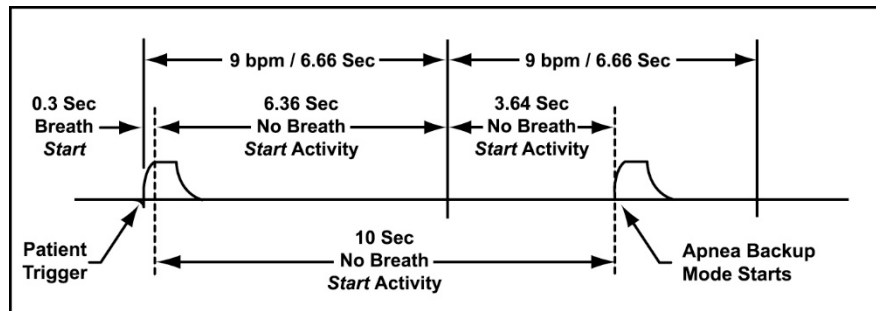 9 bpm / 6.66 Sec
9 bpm / 6.66 Sec
0.3 Sec
Breath
Start
6.36 Sec
No Breath
Start Activity
3.64 Sec
No Breath
Start Activity
Patient
Trigger
10 Sec
No Breath
Start Activity
Apnea Backup
Mode Starts